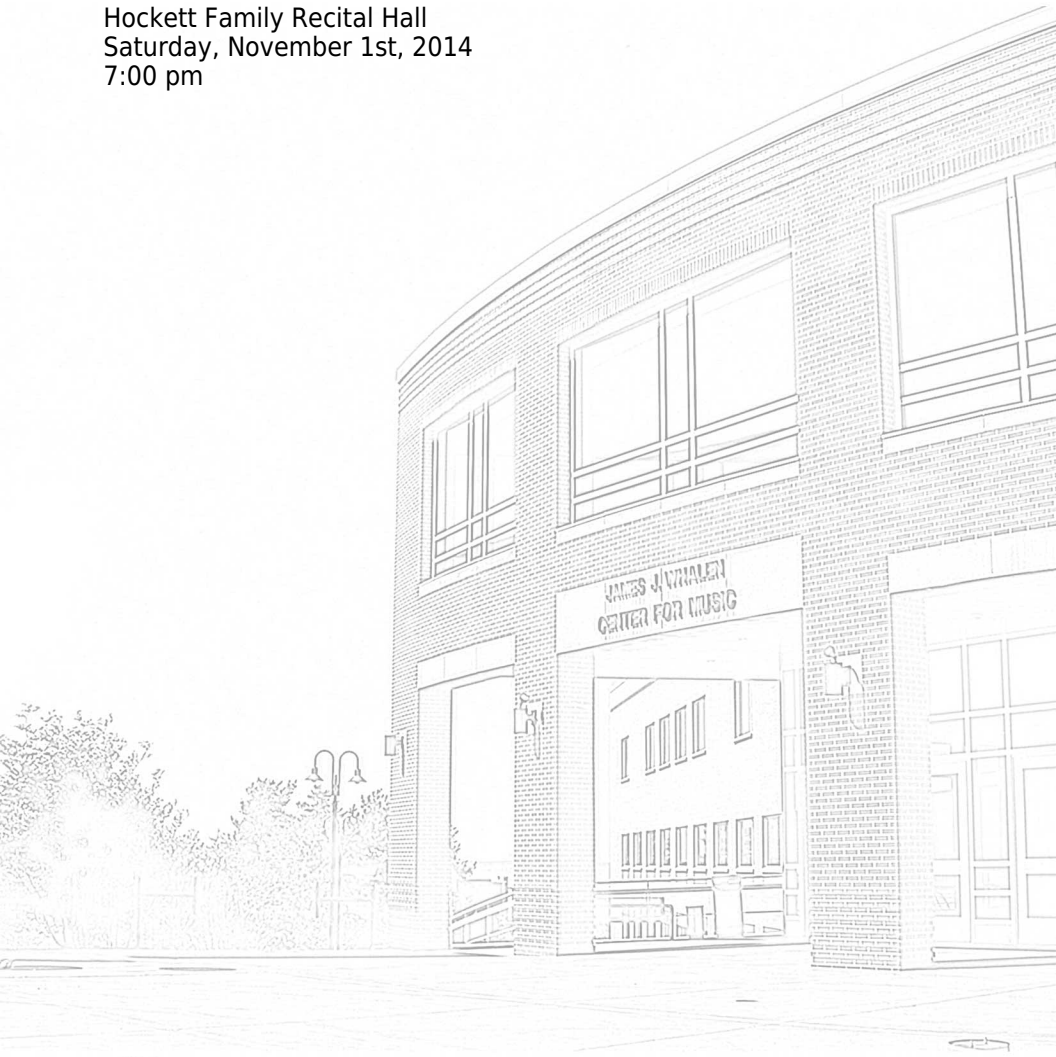 Hockett Family Recital Hall
Saturday, November 1st, 2014
7:00 pm
JAMES J. WHALEN
CENTER FOR MUSIC